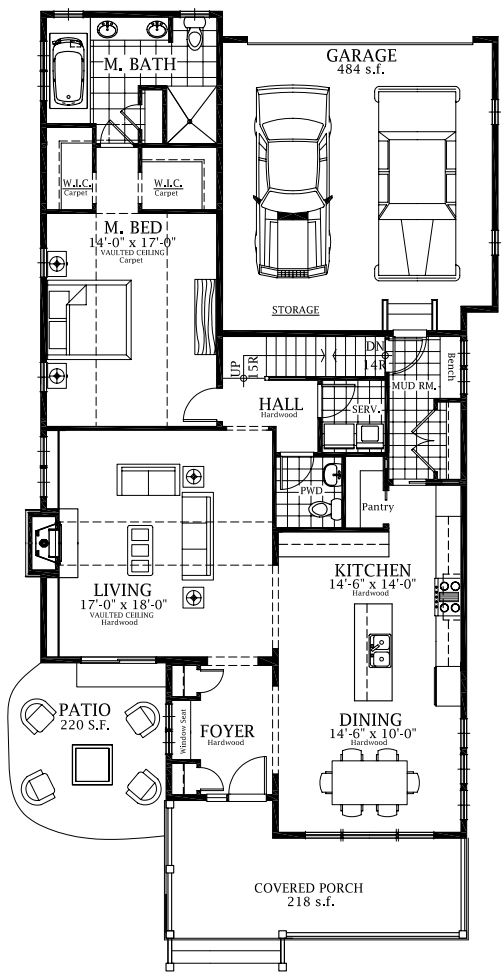 GARAGE
484 s.f.
M. BATH
W.I.C.
Carpet
W.I.C.
Carpet
M. BED
14'-0" x 17'-0"
VAULTED CEILING
Carpet
STORAGE
UP
15R
DN
14R
MUD RM.
Bench
HALL
Hardwood
SERV.
PWD
Pantry
KITCHEN
14'-6" x 14'-0"
Hardwood
LIVING
17'-0" x 18'-0"
VAULTED CEILING
Hardwood
PATIO
220 S.F.
Window Seat
FOYER
Hardwood
DINING
14'-6" x 10'-0"
Hardwood
COVERED PORCH
218 s.f.